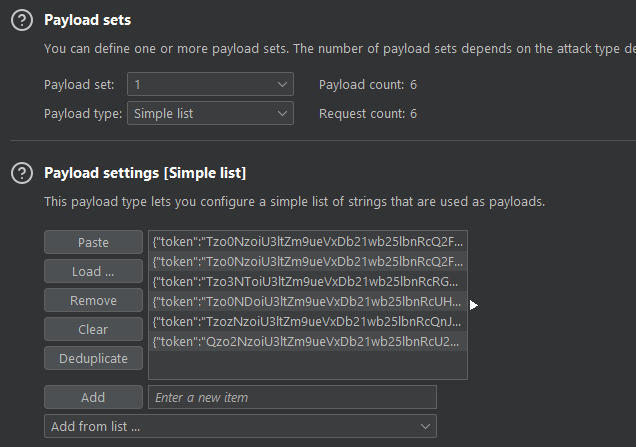 Payload sets
You can define one or more payload sets. The number of payload sets depends on the attack type de
Payload set: 1 Payload count: 6
Payload type: Simple list Request count: 6
Payload settings [Simple list]
This payload type lets you configure a simple list of strings that are used as payloads.
Paste
Load ...
Remove
Clear
Deduplicate
{"token":"Tzo0NzoiU3ltZm9ueVxDb21wb25lbnRcQ2F...
{"token":"Tzo0NzoiU3ltZm9ueVxDb21wb25lbnRcQ2F...
{"token":"Tzo3NToiU3ltZm9ueVxDb21wb25lbnRcRG...
{"token":"Tzo0NDoiU3ltZm9ueVxDb21wb25lbnRcUH...
{"token":"TzozNzoiU3ltZm9ueVxDb21wb25lbnRcQnJ...
{"token":"Qzo2NzoiU3ltZm9ueVxDb21wb25lbnRcU2...
Add Enter a new item
Add from list ...